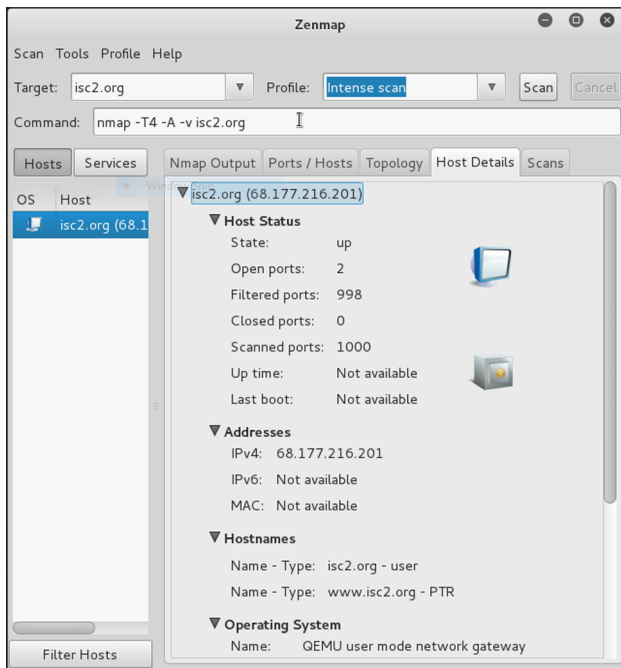 Zenmap
Scan Tools Profile Help
Target: isc2.org Profile: Intense scan Scan Cancel
Command: nmap -T4 -A -v isc2.org
Hosts Services Nmap Output Ports / Hosts Topology Host Details Scans
OS Host
isc2.org (68.1
isc2.org (68.177.216.201)
Host Status
State: up
Open ports: 2
Filtered ports: 998
Closed ports: 0
Scanned ports: 1000
Up time: Not available
Last boot: Not available
Addresses
IPv4: 68.177.216.201
IPv6: Not available
MAC: Not available
Hostnames
Name - Type: isc2.org - user
Name - Type: www.isc2.org - PTR
Operating System
Name: QEMU user mode network gateway
Filter Hosts